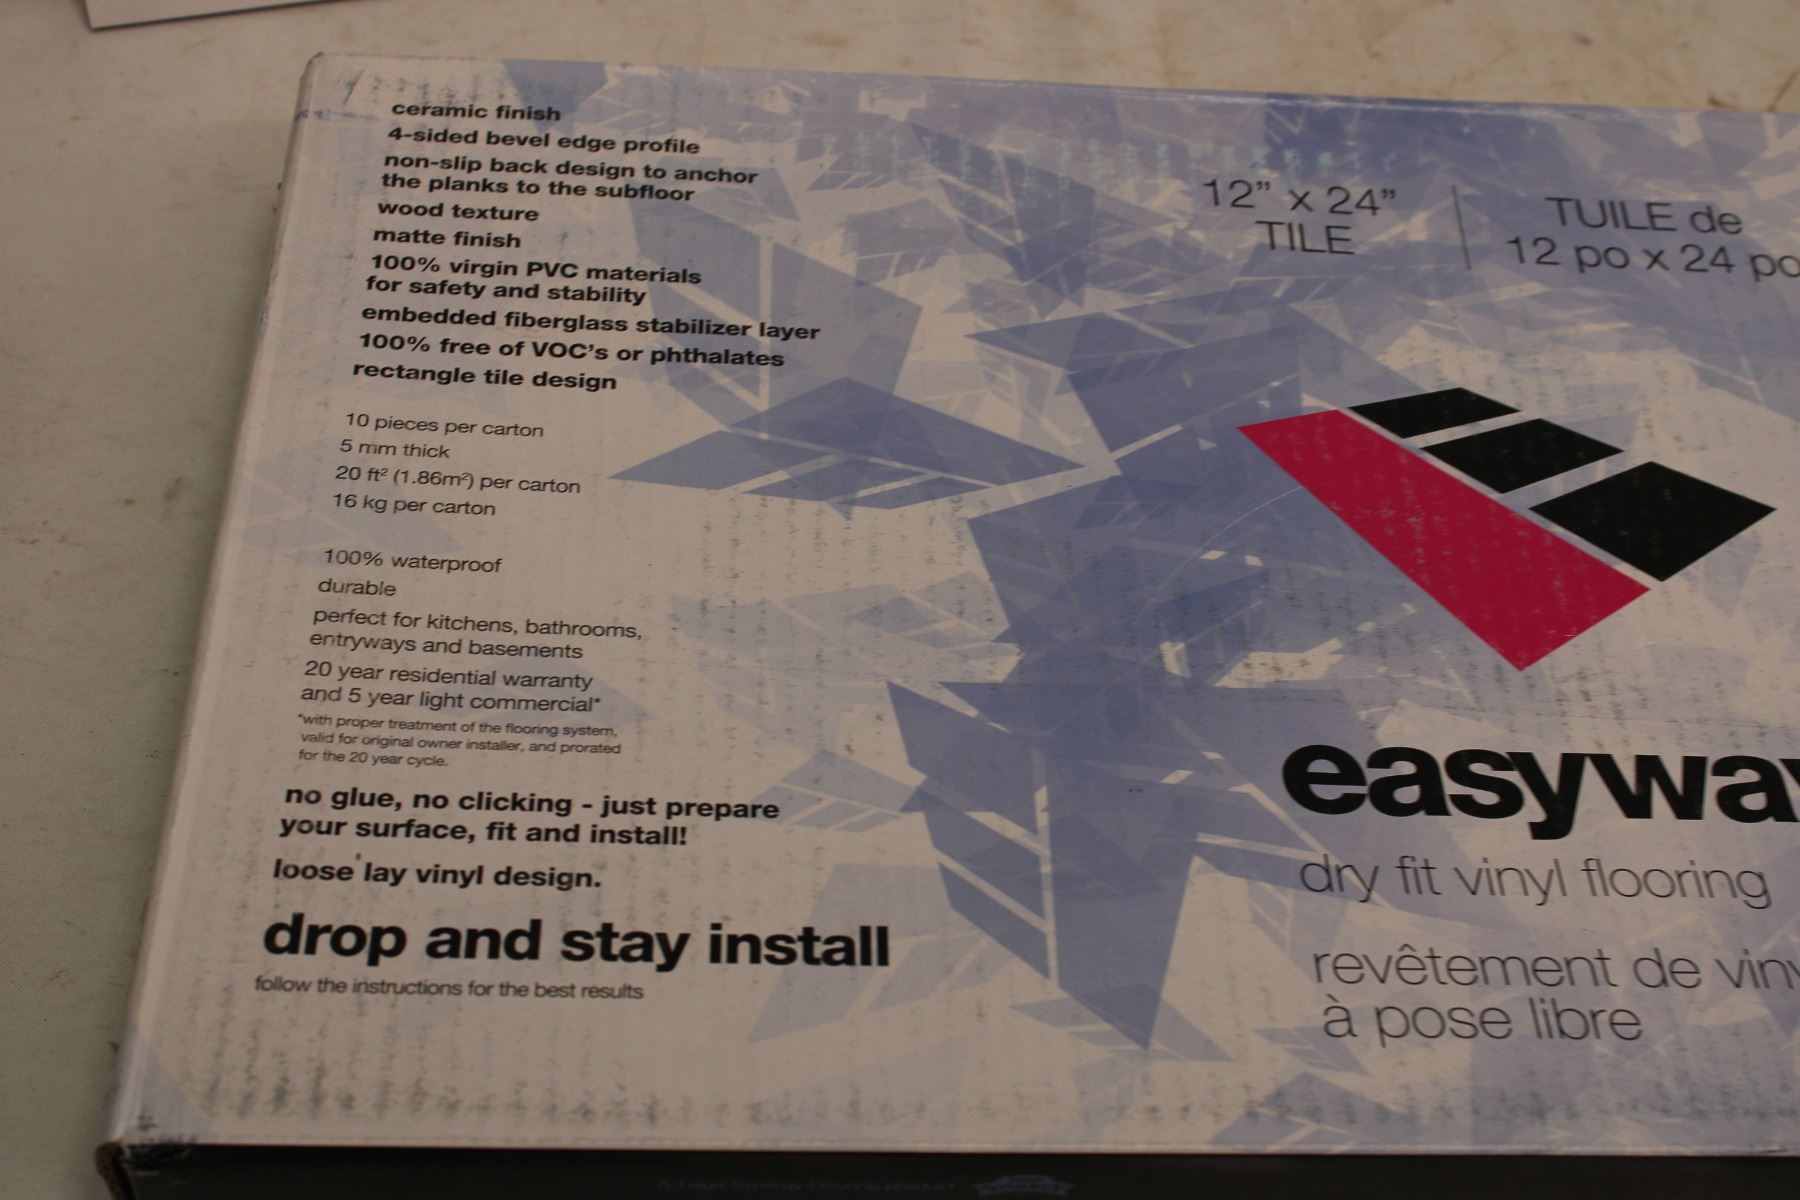 ceramic finish
4-sided bevel edge profile
non-slip back design to anchor
the planks to the subfloor
wood texture
matte finish
100% virgin PVC materials
for safety and stability
embedded fiberglass stabilizer layer
100% free of VOC's or phthalates
rectangle tile design
10 pieces per carton
5 mm thick
20 ft² (1.86m²) per carton
16 kg per carton
100% waterproof
durable
perfect for kitchens, bathrooms,
entryways and basements
20 year residential warranty
and 5 year light commercial*
*with proper treatment of the flooring system,
valid for original owner installer, and prorated
for the 20 year cycle.
no glue, no clicking - just prepare
your surface, fit and install!
loose lay vinyl design.
drop and stay install
follow the instructions for the best results
12" x 24"
TILE
TUILE de
12 po x 24 po
easyway
dry fit vinyl flooring
revêtement de vin
à pose libre